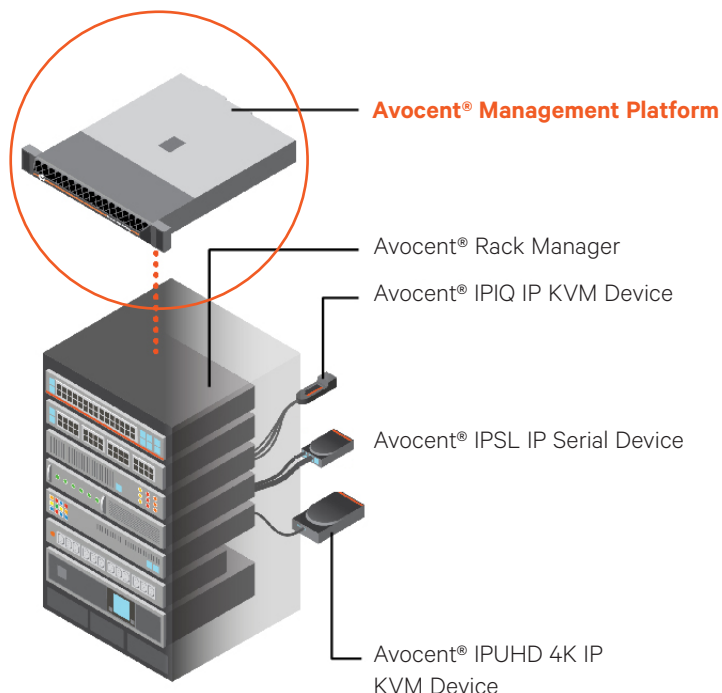 Avocent® Management Platform
Avocent® Rack Manager
Avocent® IPIQ IP KVM Device
Avocent® IPSL IP Serial Device
Avocent® IPUHD 4K IP
KVM Device